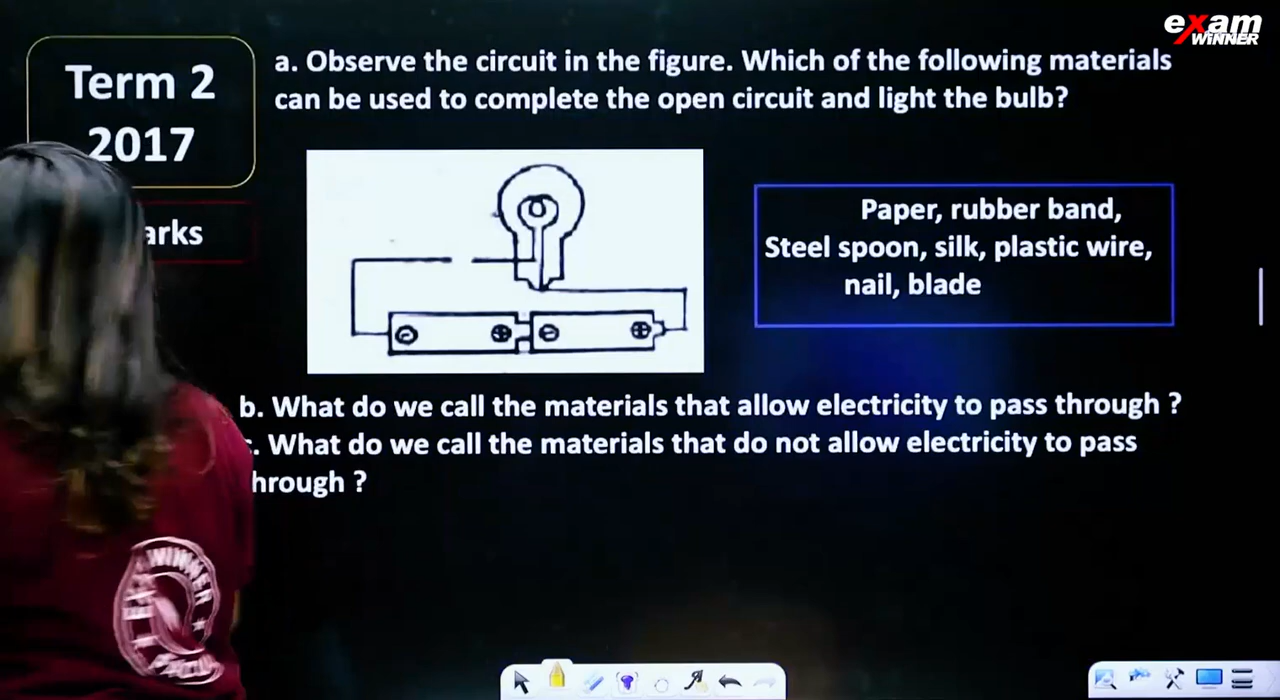 exam
WiNNER
Term 2
2017
arks
a. Observe the circuit in the figure. Which of the following materials
can be used to complete the open circuit and light the bulb?
Paper, rubber band,
Steel spoon, silk, plastic wire,
nail, blade
b. What do we call the materials that allow electricity to pass through ?
. What do we call the materials that do not allow electricity to pass
hrough ?
WINNER